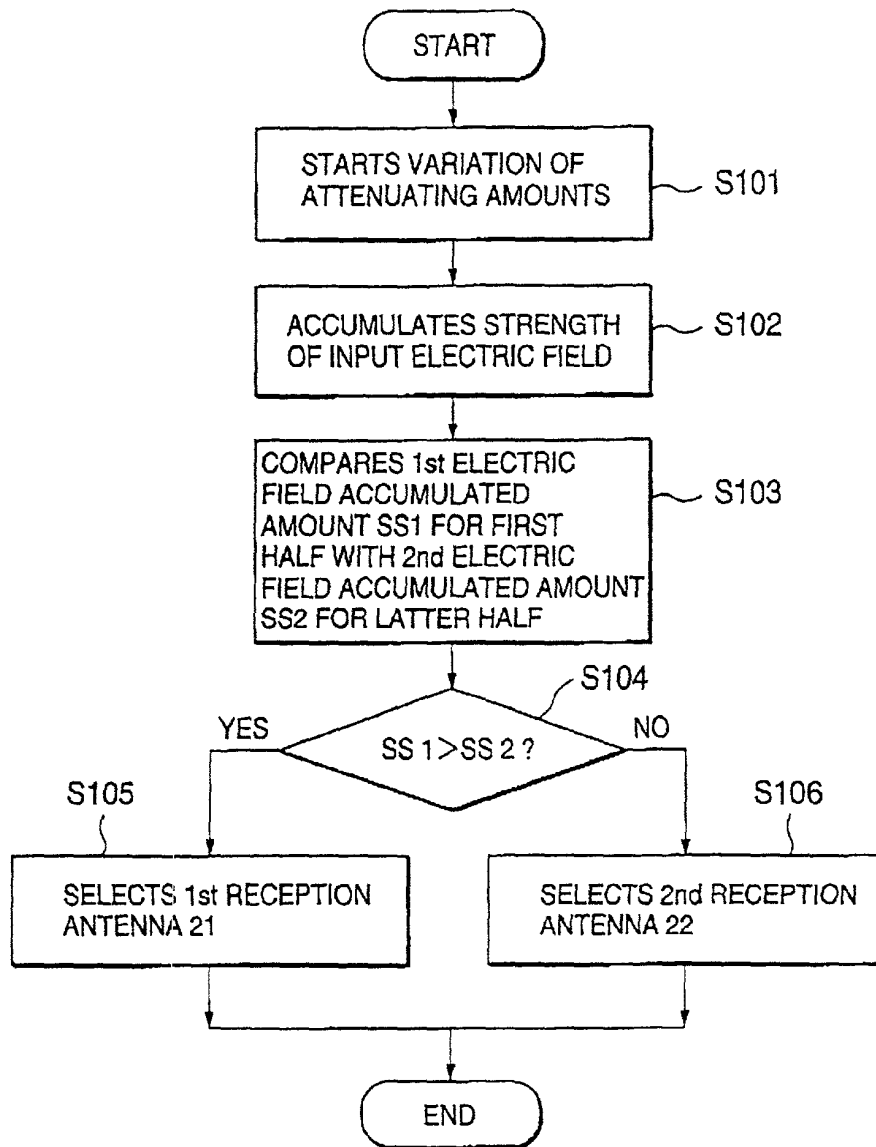 START
STARTS VARIATION OF
ATTENUATING AMOUNTS
S101
ACCUMULATES STRENGTH
OF INPUT ELECTRIC FIELD
S102
COMPARES 1st ELECTRIC
FIELD ACCUMULATED
AMOUNT SS1 FOR FIRST
HALF WITH 2nd ELECTRIC
FIELD ACCUMULATED AMOUNT
SS2 FOR LATTER HALF
S103
S104
SS 1>SS 2 ?
YES
NO
S105
SELECTS 1st RECEPTION
ANTENNA 21
S106
SELECTS 2nd RECEPTION
ANTENNA 22
END